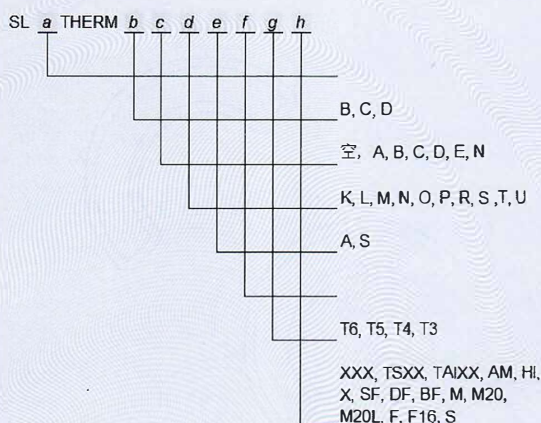 SL a THERM b c d e f g h
B, C, D
空, A, B, C, D, E, N
K, L, M, N, O, P, R, S ,T, U
A, S
T6, T5, T4, T3
XXX, TSXX, TAIXX, AM, HI,
X, SF, DF, BF, M, M20,
M20L, F, F16, S